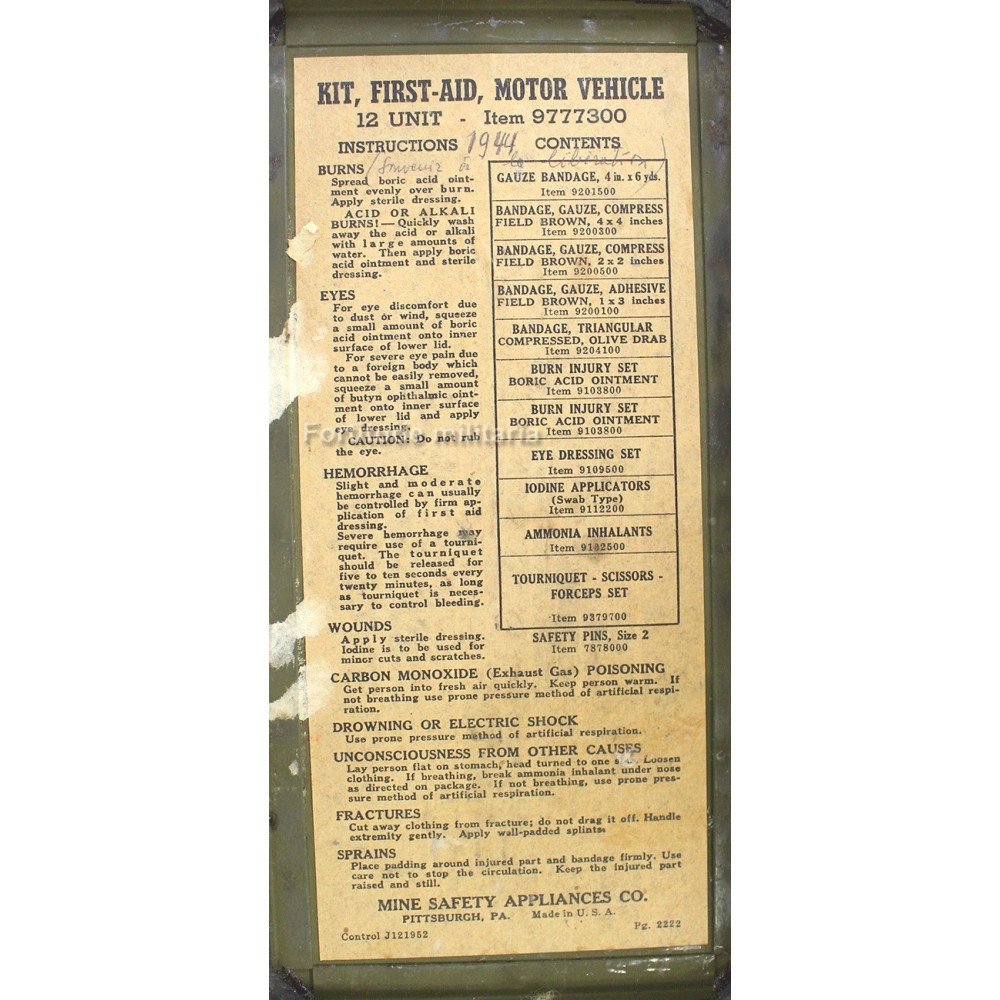 KIT, FIRST-AID, MOTOR VEHICLE
12 UNIT - Item 9777300
INSTRUCTIONS 1944 CONTENTS
(Souvenir de la libération)
BURNS
Spread boric acid oint-
ment evenly over burn.
Apply sterile dressing.
ACID OR ALKALI
BURNS!—Quickly wash
away the acid or alkali
with large amounts of
water. Then apply boric
acid ointment and sterile
dressing.
EYES
For eye discomfort due
to dust or wind, squeeze
a small amount of boric
acid ointment onto inner
surface of lower lid.
For severe eye pain due
to a foreign body which
cannot be easily removed,
squeeze a small amount
of butyn ophthalmic oint-
ment onto inner surface
of lower lid and apply
eye dressing.
CAUTION: Do not rub
the eye.
HEMORRHAGE
Slight and moderate
hemorrhage can usually
be controlled by firm ap-
plication of first aid
dressing.
Severe hemorrhage may
require use of a tourni-
quet. The tourniquet
should be released for
five to ten seconds every
twenty minutes, as long
as tourniquet is neces-
sary to control bleeding.
WOUNDS
Apply sterile dressing.
Iodine is to be used for
minor cuts and scratches.
GAUZE BANDAGE, 4 in. x 6 yds.
Item 9201500
BANDAGE, GAUZE, COMPRESS
FIELD BROWN, 4 x 4 inches
Item 9200300
BANDAGE, GAUZE, COMPRESS
FIELD BROWN, 2 x 2 inches
Item 9200500
BANDAGE, GAUZE, ADHESIVE
FIELD BROWN, 1 x 3 inches
Item 9200100
BANDAGE, TRIANGULAR
COMPRESSED, OLIVE DRAB
Item 9204100
BURN INJURY SET
BORIC ACID OINTMENT
Item 9103800
BURN INJURY SET
BORIC ACID OINTMENT
Item 9103800
EYE DRESSING SET
Item 9109500
IODINE APPLICATORS
(Swab Type)
Item 9112200
AMMONIA INHALANTS
Item 9102500
TOURNIQUET - SCISSORS -
FORCEPS SET
Item 9379700
SAFETY PINS, Size 2
Item 7878000
CARBON MONOXIDE (Exhaust Gas) POISONING
Get person into fresh air quickly. Keep person warm. If
not breathing use prone pressure method of artificial respi-
ration.
DROWNING OR ELECTRIC SHOCK
Use prone pressure method of artificial respiration.
UNCONSCIOUSNESS FROM OTHER CAUSES
Lay person flat on stomach, head turned to one Loosen
clothing. If breathing, break ammonia inhalant under nose
as directed on package. If not breathing, use prone pres-
sure method of artificial respiration.
FRACTURES
Cut away clothing from fracture; do not drag it off. Handle
extremity gently. Apply well-padded splints.
SPRAINS
Place padding around injured part and bandage firmly. Use
care not to stop the circulation. Keep the injured part
raised and still.
MINE SAFETY APPLIANCES CO.
PITTSBURGH, PA. Made in U. S. A.
Control J121952 Pg. 2222
militaria